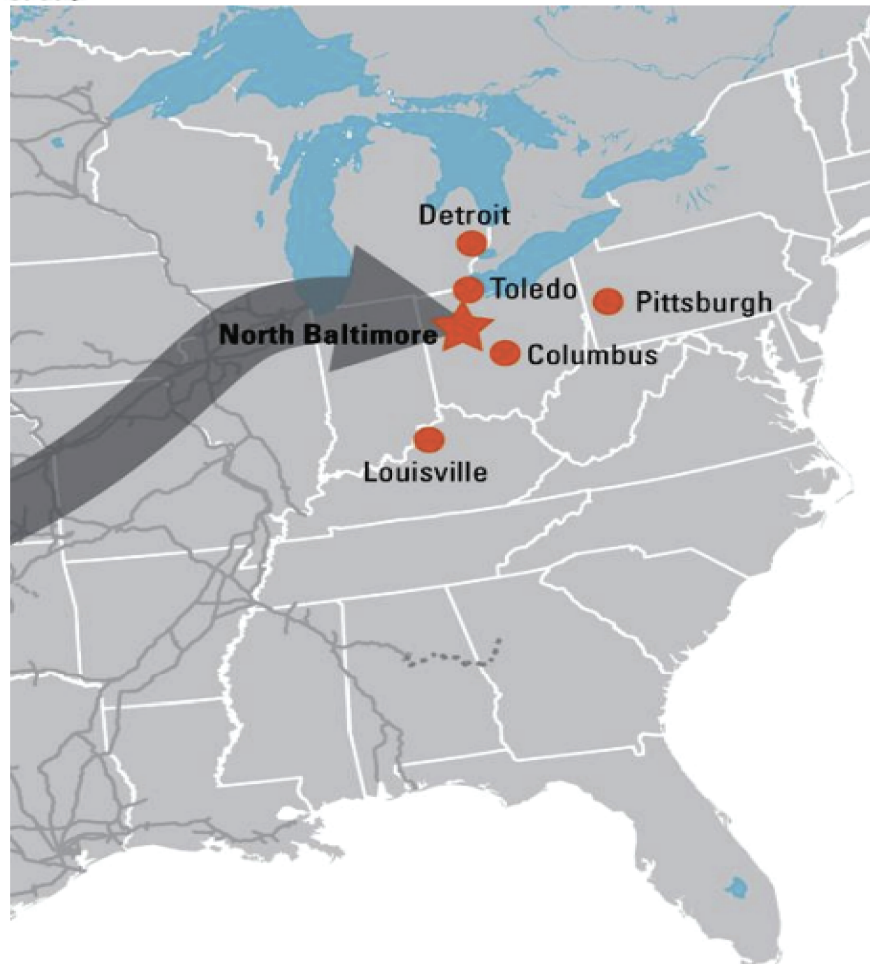 Detroit
Toledo
Pittsburgh
North Baltimore
Columbus
Louisville